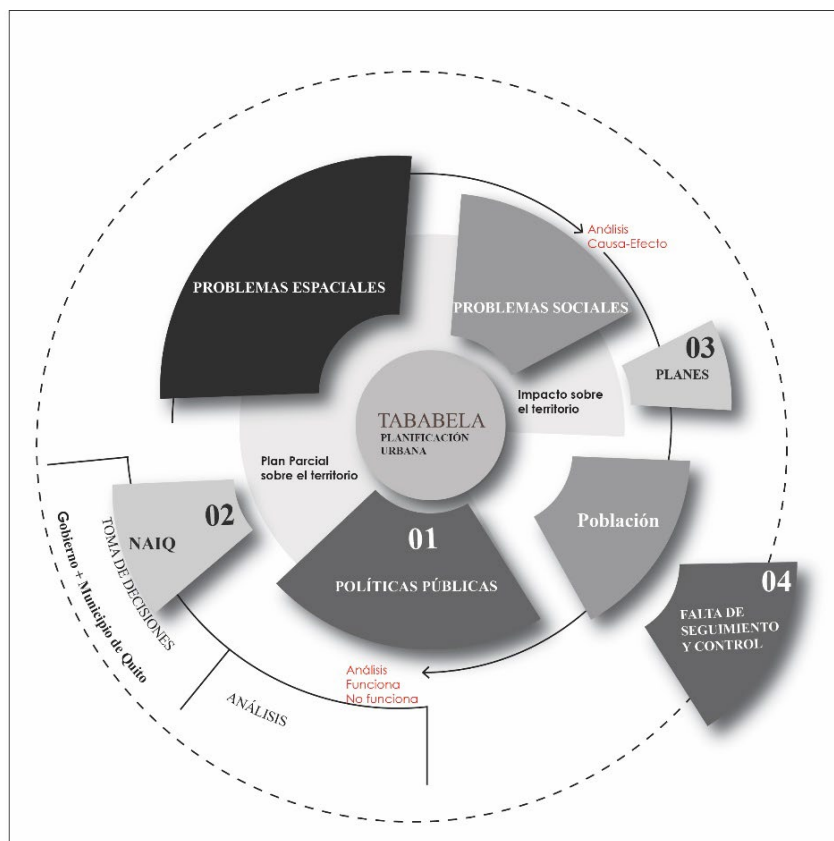 PROBLEMAS ESPACIALES
PROBLEMAS SOCIALES
Análisis
Causa-Efecto
03
PLANES
Impacto sobre
el territorio
TABABELA
PLANIFICACIÓN
URBANA
Plan Parcial
sobre el territorio
02
NAIQ
01
POLÍTICAS PÚBLICAS
Población
04
FALTA DE
SEGUIMIENTO
Y CONTROL
TOMA DE DECISIONES
Gobierno + Municipio de Quito
ANÁLISIS
Análisis
Funciona
No funciona